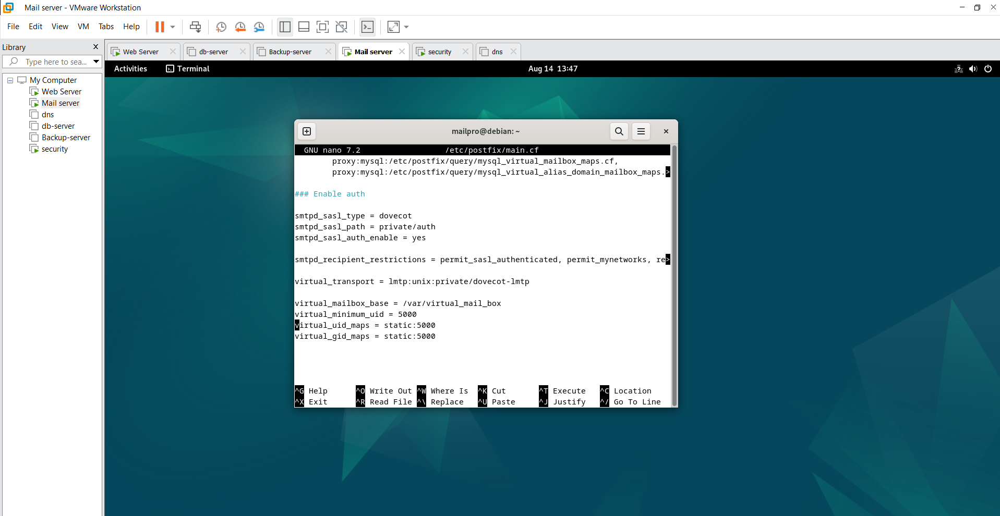 Mail server - VMware Workstation
File Edit View VM Tabs Help
Library
Type here to sea...
My Computer
Web Server
Mail server
dns
db-server
Backup-server
security
Web Server
db-server
Backup-server
Mail server
security
dns
Activities
Terminal
Aug 14 13:47
mailpro@debian: ~
GNU nano 7.2 /etc/postfix/main.cf
proxy:mysql:/etc/postfix/query/mysql_virtual_mailbox_maps.cf,
proxy:mysql:/etc/postfix/query/mysql_virtual_alias_domain_mailbox_maps.>
### Enable auth
smtpd_sasl_type = dovecot
smtpd_sasl_path = private/auth
smtpd_sasl_auth_enable = yes
smtpd_recipient_restrictions = permit_sasl_authenticated, permit_mynetworks, re>
virtual_transport = lmtp:unix:private/dovecot-lmtp
virtual_mailbox_base = /var/virtual_mail_box
virtual_minimum_uid = 5000
virtual_uid_maps = static:5000
virtual_gid_maps = static:5000
^G Help ^O Write Out ^W Where Is ^K Cut ^T Execute ^C Location
^X Exit ^R Read File ^\ Replace ^U Paste ^J Justify ^/ Go To Line